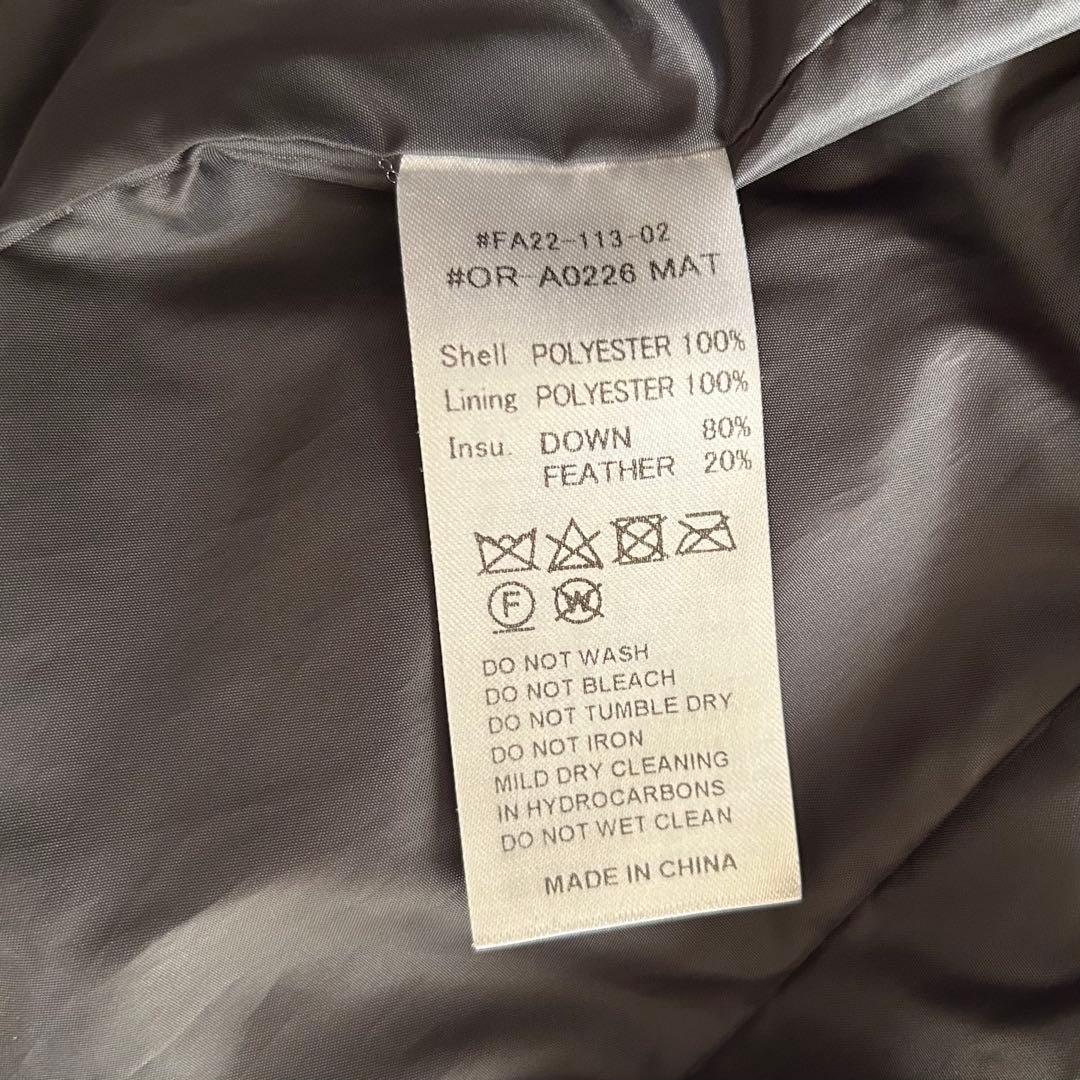 #FA22-113-02
#OR-A0226 MAT
Shell POLYESTER 100%
Lining POLYESTER 100%
Insu. DOWN 80%
FEATHER 20%
F W
DO NOT WASH
DO NOT BLEACH
DO NOT TUMBLE DRY
DO NOT IRON
MILD DRY CLEANING
IN HYDROCARBONS
DO NOT WET CLEAN
MADE IN CHINA